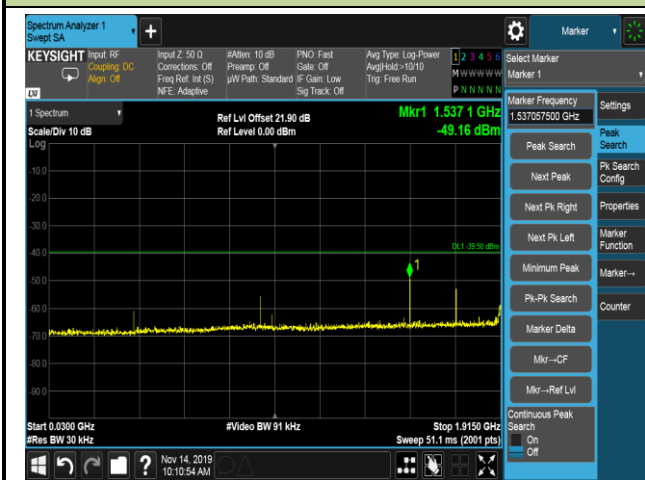 Spectrum Analyzer 1
Swept SA
+
Marker
KEYSIGHT
Input: RF
Coupling: DC
Align: Off
Input Z: 50 Ω
Corrections: Off
Freq Ref: Int (S)
NFE: Adaptive
#Atten: 10 dB
Preamp: Off
µW Path: Standard
PNO: Fast
Gate: Off
IF Gain: Low
Sig Track: Off
Avg Type: Log-Power
Avg|Hold:>10/10
Trig: Free Run
1 2 3 4 5 6
M W W W W W
P N N N N N
LXI
Select Marker
Marker 1
1 Spectrum
Scale/Div 10 dB
Log
Ref Lvl Offset 21.90 dB
Ref Level 0.00 dBm
Mkr1 1.537 1 GHz
-49.16 dBm
-10.0
-20.0
-30.0
-40.0
-50.0
-60.0
-70.0
-80.0
-90.0
DL1 -39.50 dBm
1
Start 0.0300 GHz
#Res BW 30 kHz
#Video BW 91 kHz
Stop 1.9150 GHz
Sweep 51.1 ms (2001 pts)
Marker Frequency
1.537057500 GHz
Peak Search
Next Peak
Next Pk Right
Next Pk Left
Minimum Peak
Pk-Pk Search
Marker Delta
Mkr→CF
Mkr→Ref Lvl
Continuous Peak
Search
On
Off
Settings
Peak
Search
Pk Search
Config
Properties
Marker
Function
Marker→
Counter
?
Nov 14, 2019
10:10:54 AM